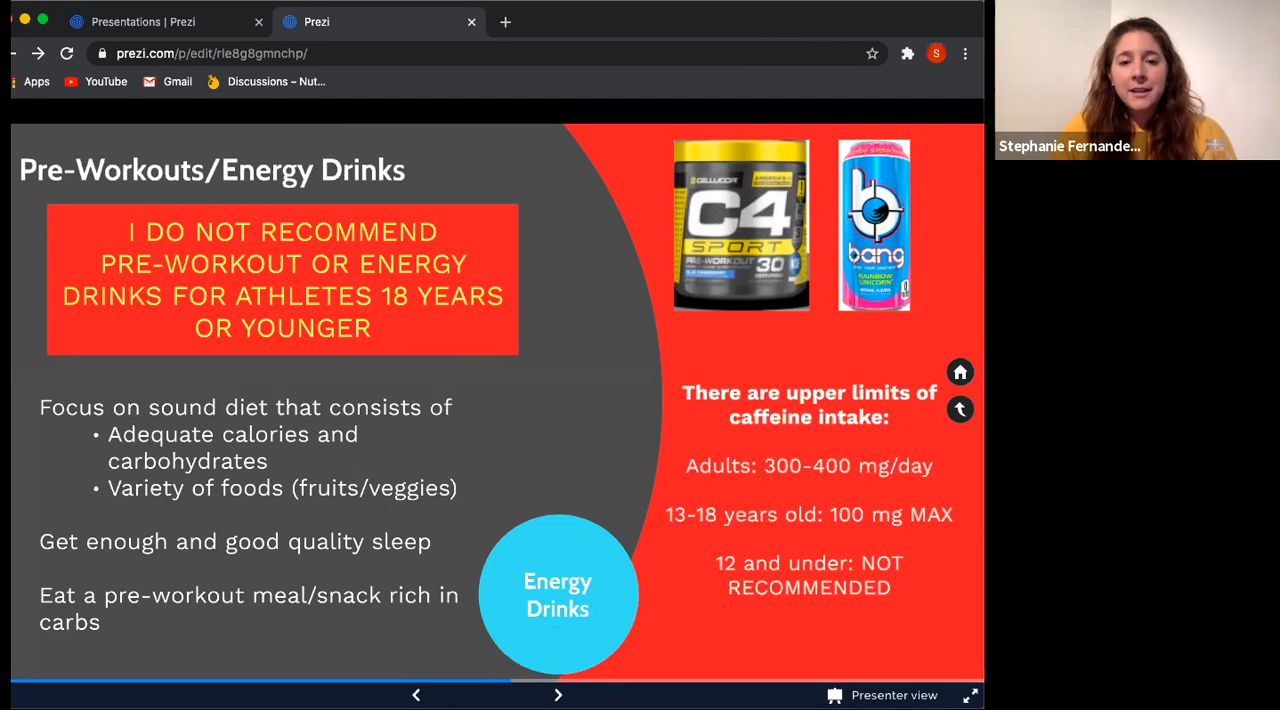 Presentations | Prezi
Prezi
prezi.com/p/edit/rle8g8gmnchp/
S
Apps
YouTube
Gmail
Discussions – Nut...
Stephanie Fernande...
Pre-Workouts/Energy Drinks
I DO NOT RECOMMEND
PRE-WORKOUT OR ENERGY
DRINKS FOR ATHLETES 18 YEARS
OR YOUNGER
Focus on sound diet that consists of
• Adequate calories and
carbohydrates
• Variety of foods (fruits/veggies)
Get enough and good quality sleep
Eat a pre-workout meal/snack rich in
carbs
Energy
Drinks
CELLUCOR
C4
SPORT
PRE-WORKOUT
30
BLUE RASPBERRY
b
bang
RAINBOW
UNICORN
There are upper limits of
caffeine intake:
Adults: 300-400 mg/day
13-18 years old: 100 mg MAX
12 and under: NOT
RECOMMENDED
Presenter view